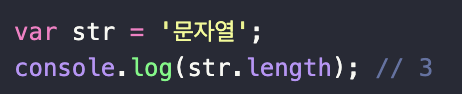 var str = '문자열';
console.log(str.length); // 3